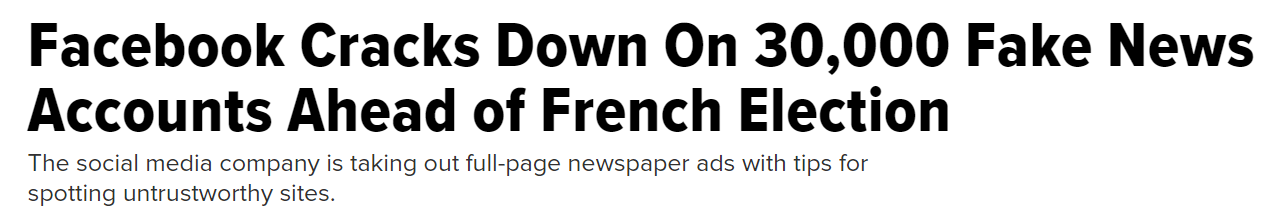 Facebook Cracks Down On 30,000 Fake News
Accounts Ahead of French Election
The social media company is taking out full-page newspaper ads with tips for
spotting untrustworthy sites.